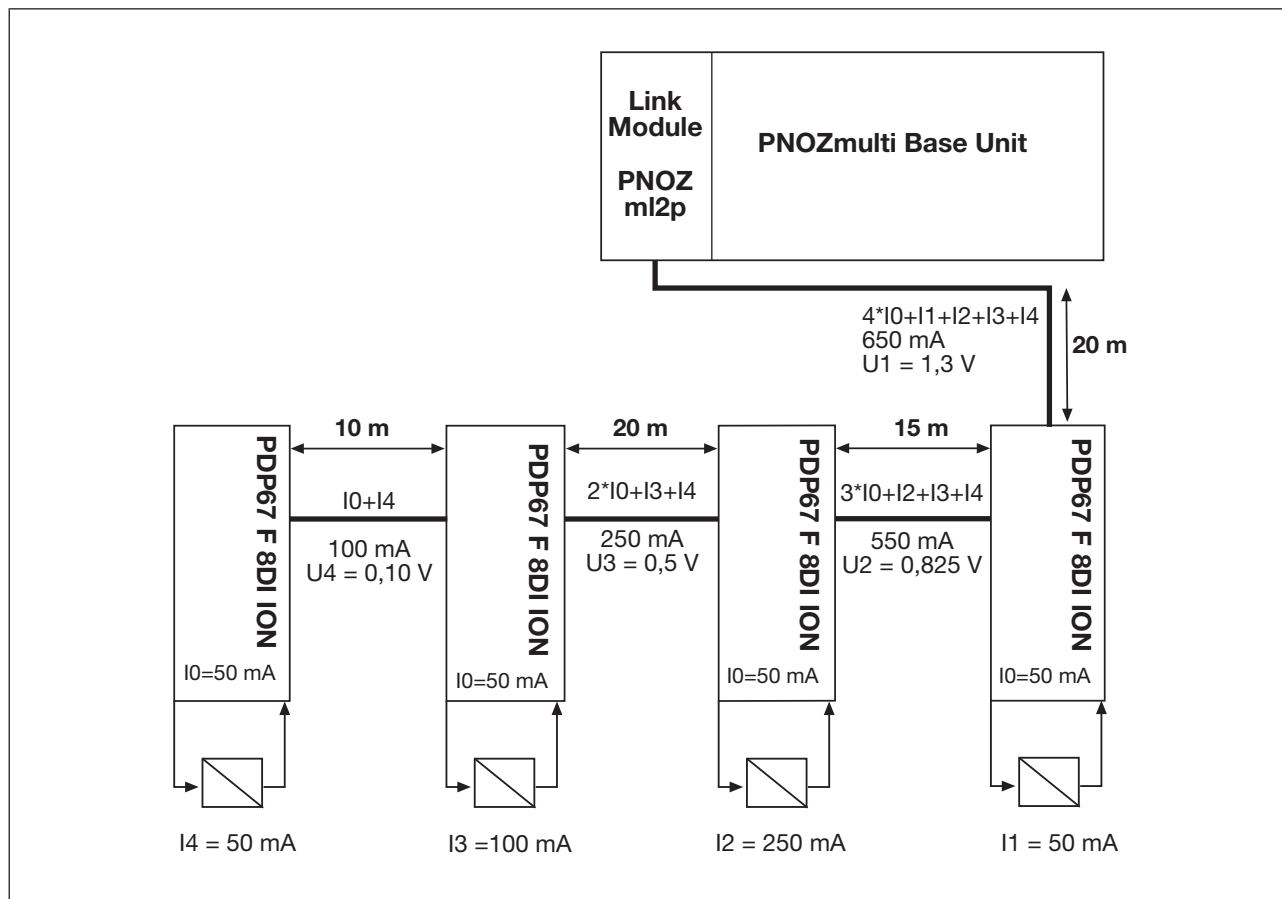 Link
Module
PNOZ
ml2p
PNOZmulti Base Unit
4*I0+I1+I2+I3+I4
650 mA
U1 = 1,3 V
20 m
10 m
20 m
15 m
PDP67 F 8DI ION
I0=50 mA
I0+I4
100 mA
U4 = 0,10 V
PDP67 F 8DI ION
I0=50 mA
2*I0+I3+I4
250 mA
U3 = 0,5 V
PDP67 F 8DI ION
I0=50 mA
3*I0+I2+I3+I4
550 mA
U2 = 0,825 V
PDP67 F 8DI ION
I0=50 mA
I4 = 50 mA
I3 =100 mA
I2 = 250 mA
I1 = 50 mA